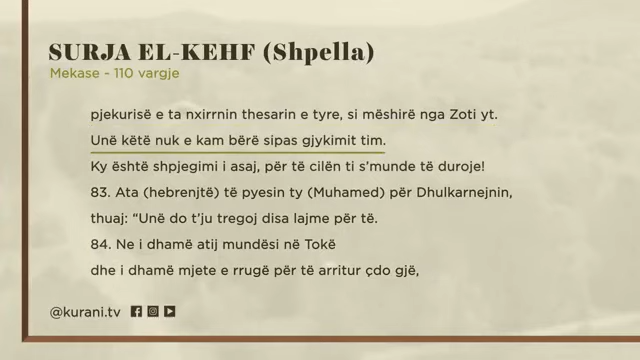 SURJA EL-KEHF (Shpella)
Mekase - 110 vargje
pjekurisë e ta nxirrnin thesarin e tyre, si mëshirë nga Zoti yt.
Unë këtë nuk e kam bërë sipas gjykimit tim.
Ky është shpjegimi i asaj, për të cilën ti s’munde të duroje!
83. Ata (hebrenjtë) të pyesin ty (Muhamed) për Dhulkarnejnin,
thuaj: “Unë do t’ju tregoj disa lajme për të.
84. Ne i dhamë atij mundësi në Tokë
dhe i dhamë mjete e rrugë për të arritur çdo gjë,
@kurani.tv